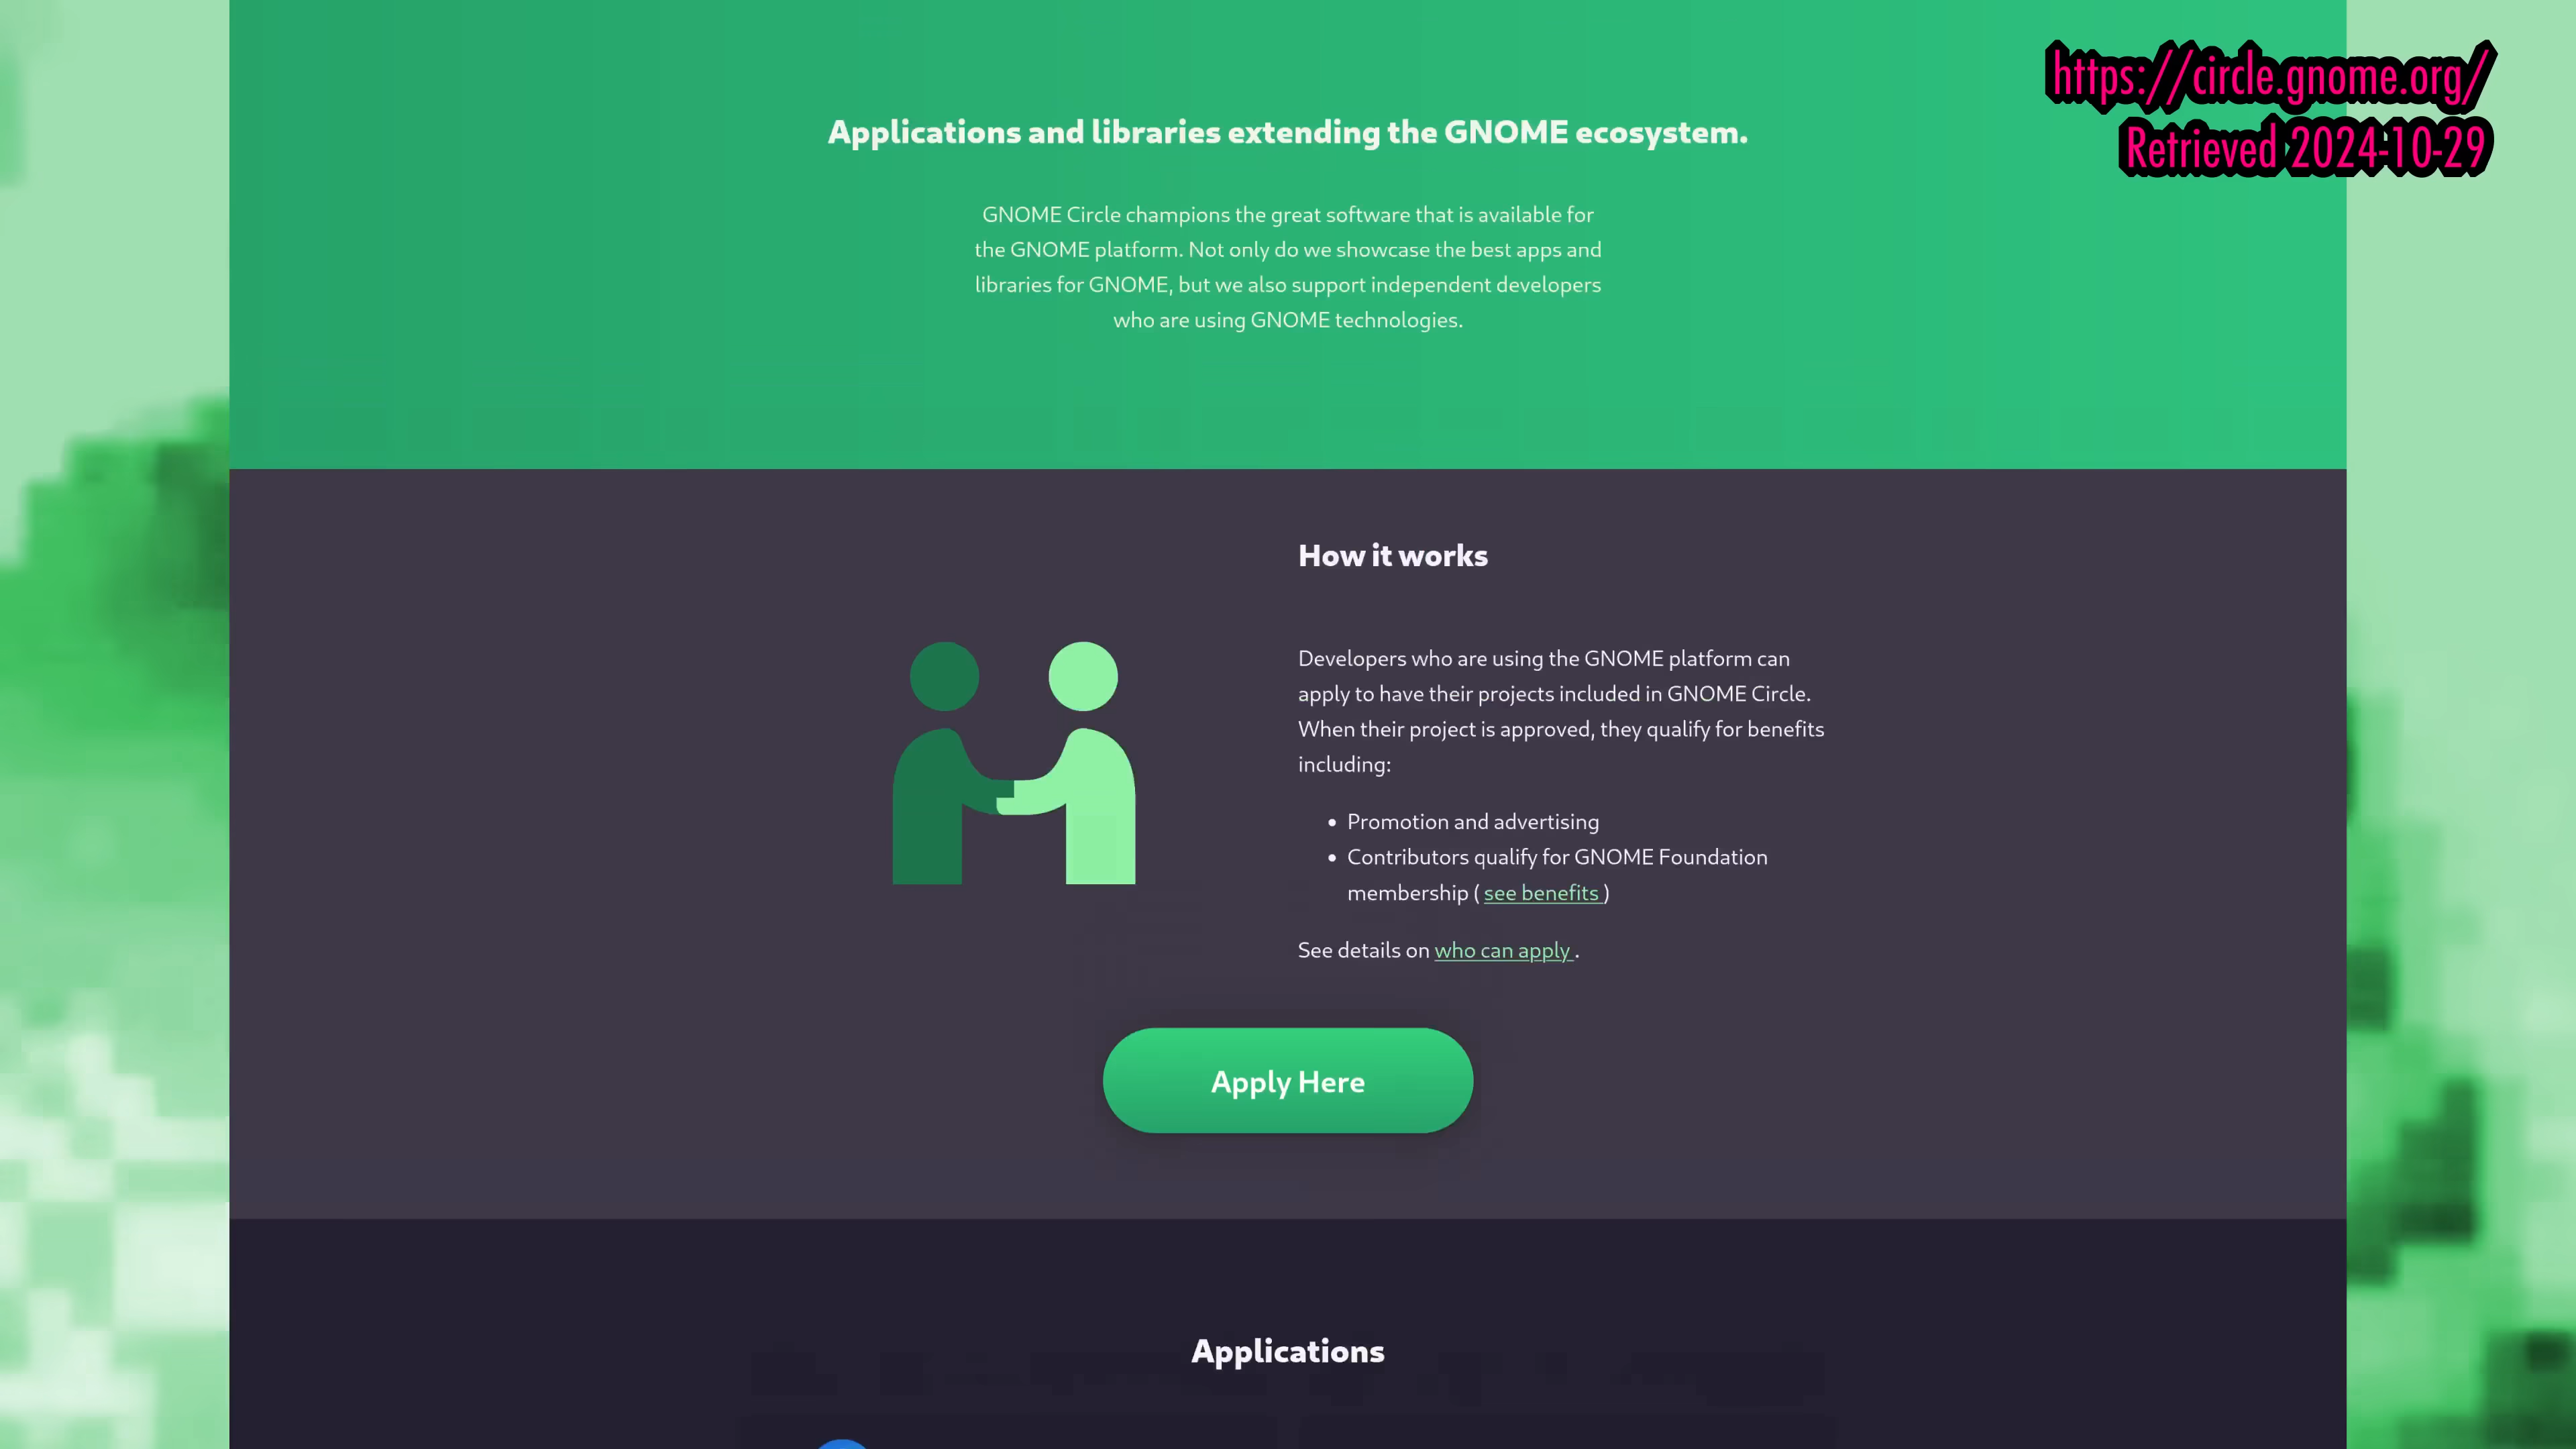 https://circle.gnome.org/
Retrieved 2024-10-29
Applications and libraries extending the GNOME ecosystem.
GNOME Circle champions the great software that is available for
the GNOME platform. Not only do we showcase the best apps and
libraries for GNOME, but we also support independent developers
who are using GNOME technologies.
How it works
Developers who are using the GNOME platform can
apply to have their projects included in GNOME Circle.
When their project is approved, they qualify for benefits
including:
• Promotion and advertising
• Contributors qualify for GNOME Foundation
membership ( see benefits )
See details on who can apply .
Apply Here
Applications